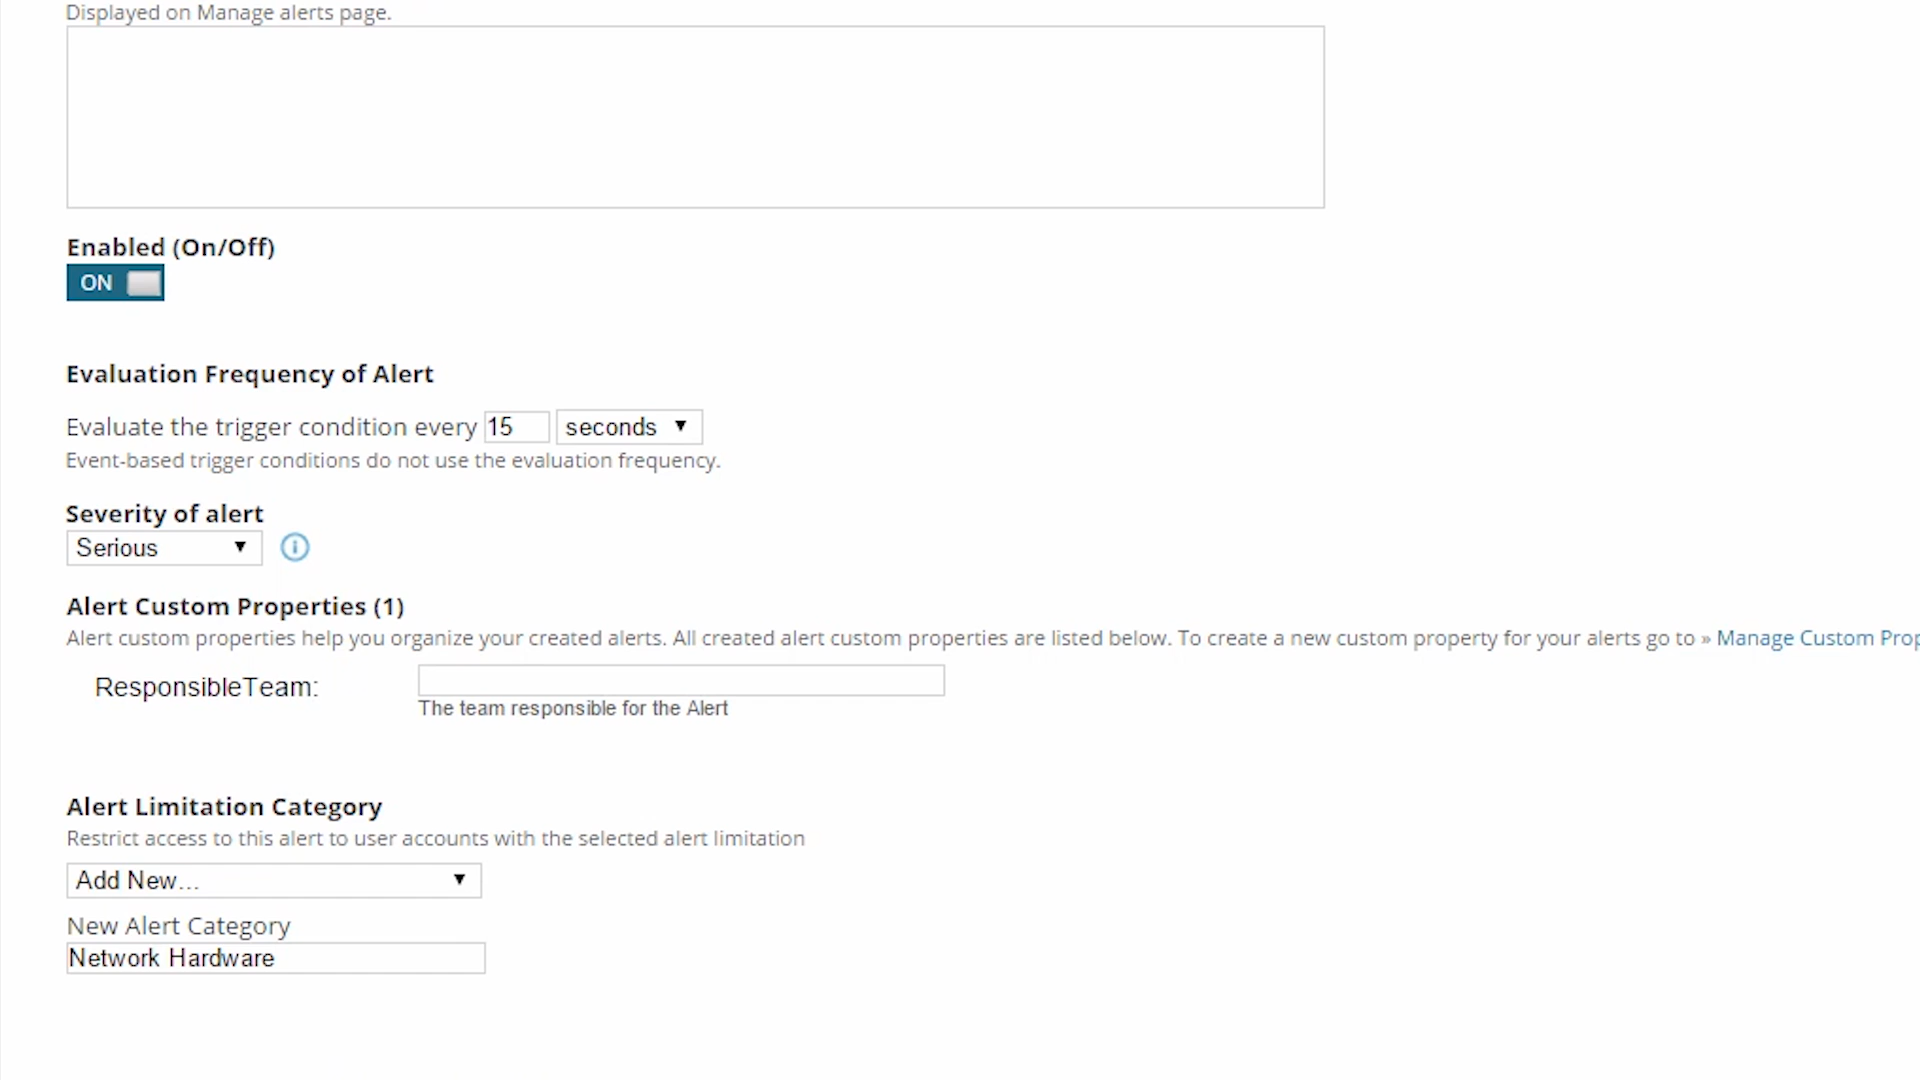 Displayed on Manage alerts page.
Enabled (On/Off)
ON
Evaluation Frequency of Alert
Evaluate the trigger condition every 15 seconds
Event-based trigger conditions do not use the evaluation frequency.
Severity of alert
Serious
Alert Custom Properties (1)
Alert custom properties help you organize your created alerts. All created alert custom properties are listed below. To create a new custom property for your alerts go to » Manage Custom Prop
ResponsibleTeam:
The team responsible for the Alert
Alert Limitation Category
Restrict access to this alert to user accounts with the selected alert limitation
Add New...
New Alert Category
Network Hardware